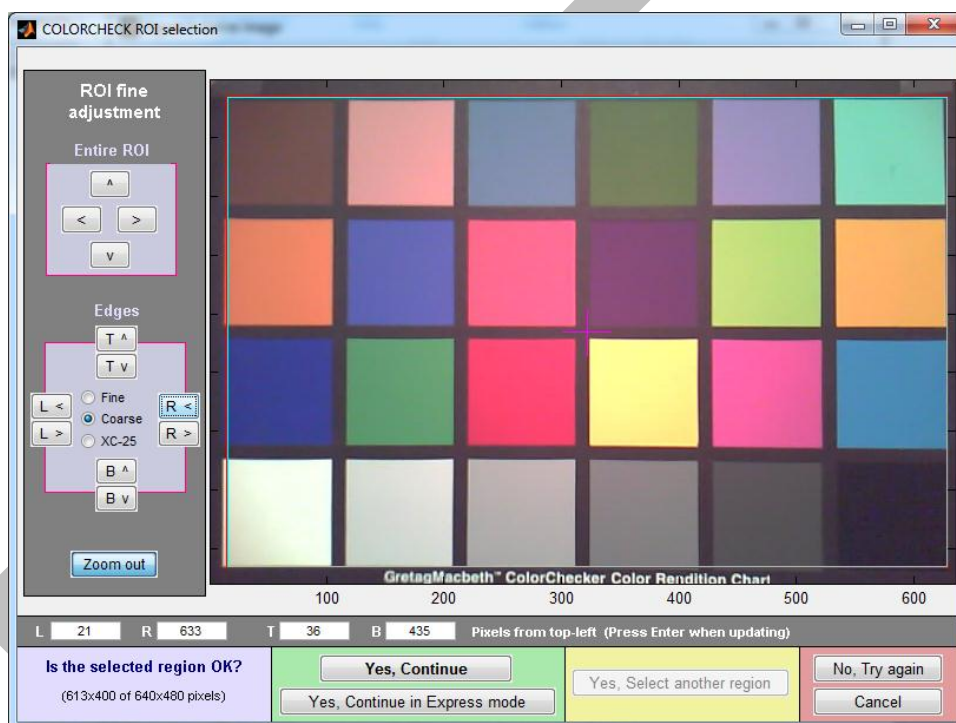 COLORCHECK ROI selection
ROI fine
adjustment
Entire ROI
^
< >
v
Edges
T ^
T v
L < Fine R <
Coarse
L > XC-25 R >
B ^
B v
Zoom out
GretagMacbeth™ ColorChecker Color Rendition Chart
100 200 300 400 500 600
L 21 R 633 T 36 B 435 Pixels from top-left (Press Enter when updating)
Is the selected region OK?
(613x400 of 640x480 pixels)
Yes, Continue
Yes, Continue in Express mode
Yes, Select another region
No, Try again
Cancel